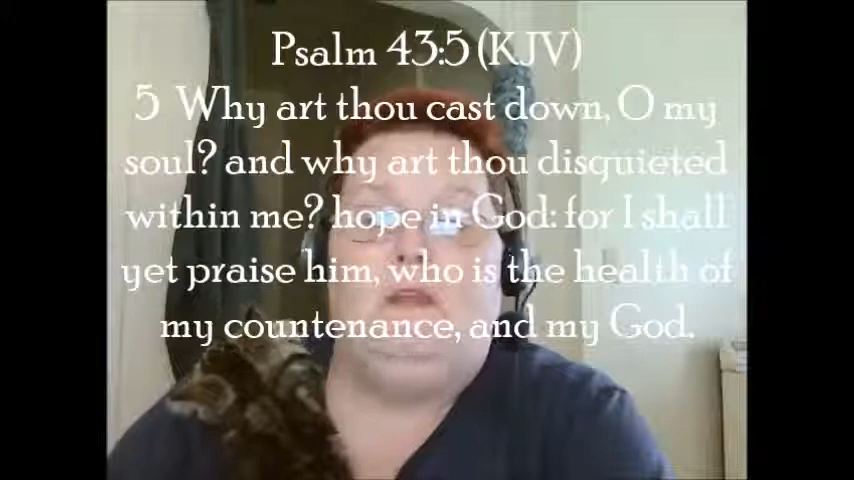 Psalm 43:5 (KJV)
5 Why art thou cast down, O my
soul? and why art thou disquieted
within me? hope in God: for I shall
yet praise him, who is the health of
my countenance, and my God.